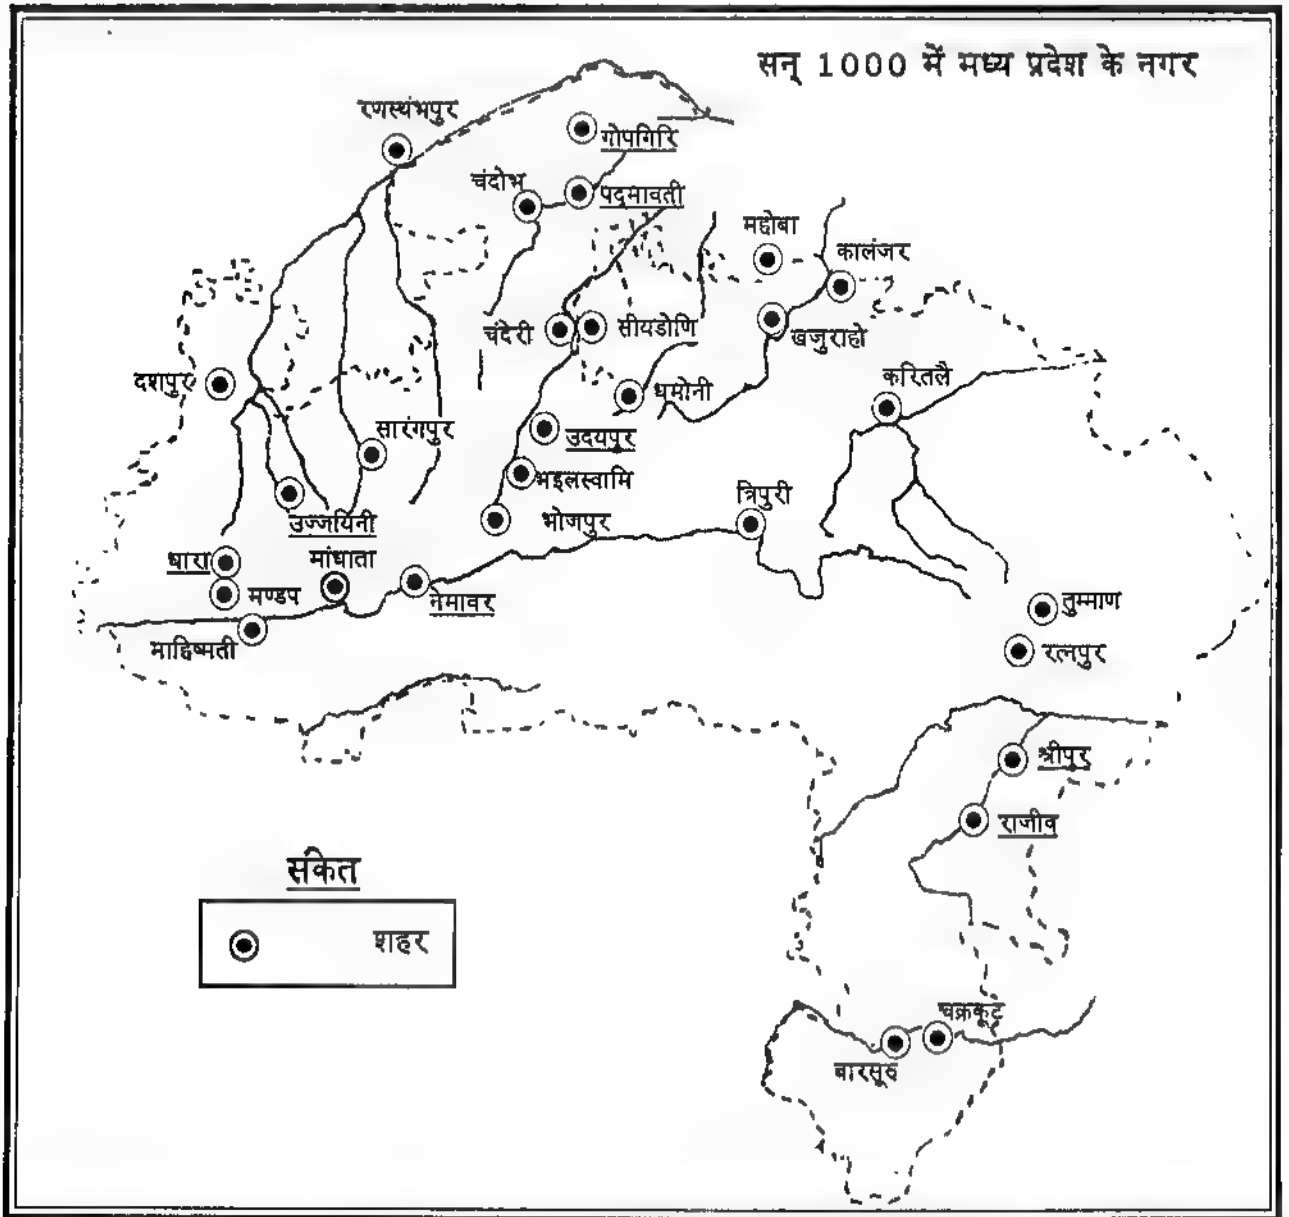 सन् 1000 में मध्य प्रदेश के नगर
रणस्थंभपुर
गोपगिरि
चंदोभ
पद्मावती
महोबा
कालंजर
चंदेरी
सीयडोणि
खजुराहो
दशपुर
धमोनी
करितलै
सारंगपुर
उदयपुर
भइलस्वामि
उज्जयिनी
भोजपुर
त्रिपुरी
धारा
मांधाता
मण्डप
नेमावर
तुम्माण
माहिष्मती
रत्नपुर
श्रीपुर
राजीव
संकेत
शहर
चक्रकूट
बारसूर